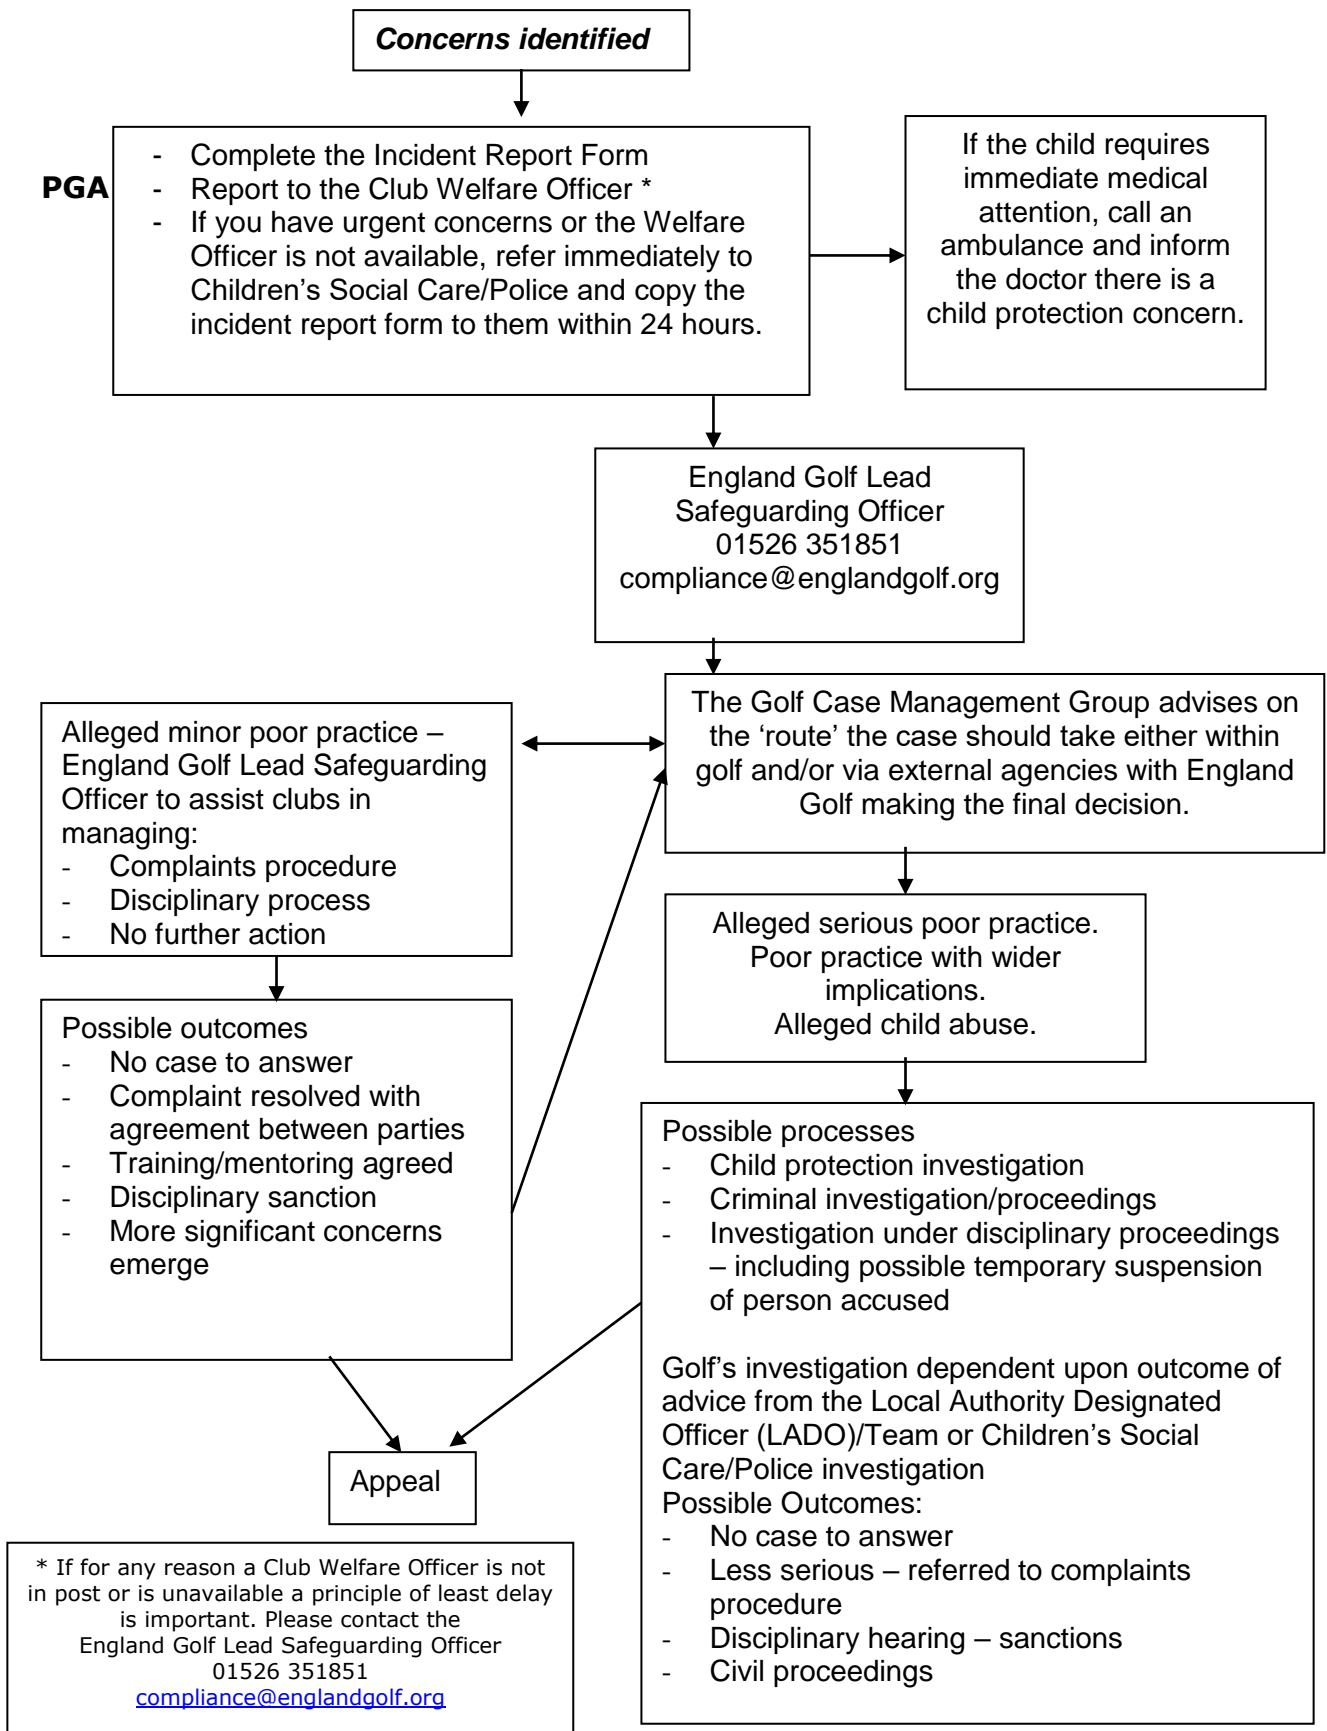 Concerns identified
PGA
- Complete the Incident Report Form
- Report to the Club Welfare Officer *
- If you have urgent concerns or the Welfare
Officer is not available, refer immediately to
Children’s Social Care/Police and copy the
incident report form to them within 24 hours.
If the child requires
immediate medical
attention, call an
ambulance and inform
the doctor there is a
child protection concern.
England Golf Lead
Safeguarding Officer
01526 351851
compliance@englandgolf.org
The Golf Case Management Group advises on
the ‘route’ the case should take either within
golf and/or via external agencies with England
Golf making the final decision.
Alleged minor poor practice –
England Golf Lead Safeguarding
Officer to assist clubs in
managing:
- Complaints procedure
- Disciplinary process
- No further action
Alleged serious poor practice.
Poor practice with wider
implications.
Alleged child abuse.
Possible outcomes
- No case to answer
- Complaint resolved with
agreement between parties
- Training/mentoring agreed
- Disciplinary sanction
- More significant concerns
emerge
Possible processes
- Child protection investigation
- Criminal investigation/proceedings
- Investigation under disciplinary proceedings
– including possible temporary suspension
of person accused
Golf’s investigation dependent upon outcome of
advice from the Local Authority Designated
Officer (LADO)/Team or Children’s Social
Care/Police investigation
Possible Outcomes:
- No case to answer
- Less serious – referred to complaints
procedure
- Disciplinary hearing – sanctions
- Civil proceedings
Appeal
* If for any reason a Club Welfare Officer is not
in post or is unavailable a principle of least delay
is important. Please contact the
England Golf Lead Safeguarding Officer
01526 351851
compliance@englandgolf.org